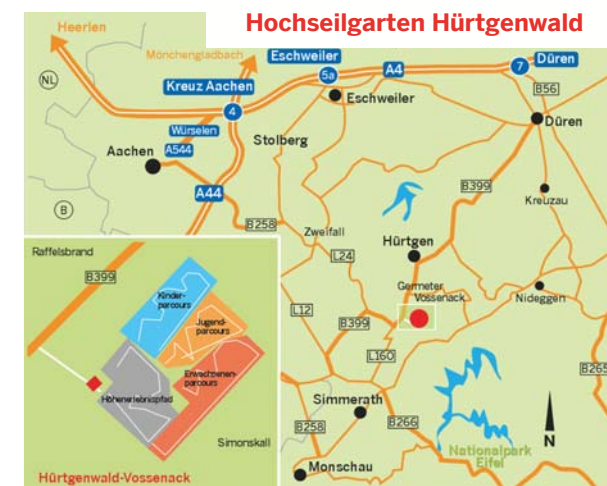 Hochseilgarten Hürtgenwald
Heerlen
Mönchengladbach
Eschweiler
5a
A4
7
Düren
NL
Kreuz Aachen
4
Eschweiler
B56
Düren
Würselen
Stolberg
Aachen
A544
A44
B399
Kreuzau
B
B258
Zweifall
Hürtgen
L24
Raffelsbrand
B399
Kinder-
parcours
Jugend-
parcours
Erwachsenen-
parcours
Höhenerlebnispfad
Simonskall
Hürtgenwald-Vossenack
Germeter
Vossenack
Nideggen
L12
B399
L160
B265
Simmerath
B258
B266
N
Nationalpark
Eifel
Monschau